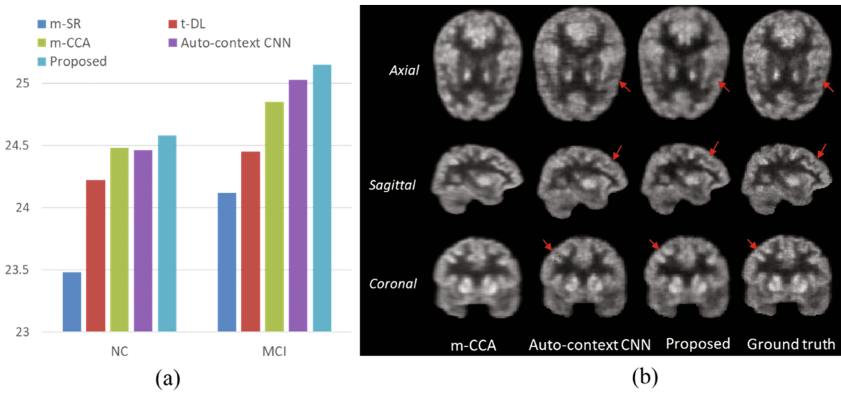 m-SR
t-DL
m-CCA
Auto-context CNN
Proposed
25
24.5
24
23.5
23
NC
MCI
(a)
Axial
Sagittal
Coronal
m-CCA
Auto-context CNN
Proposed
Ground truth
(b)